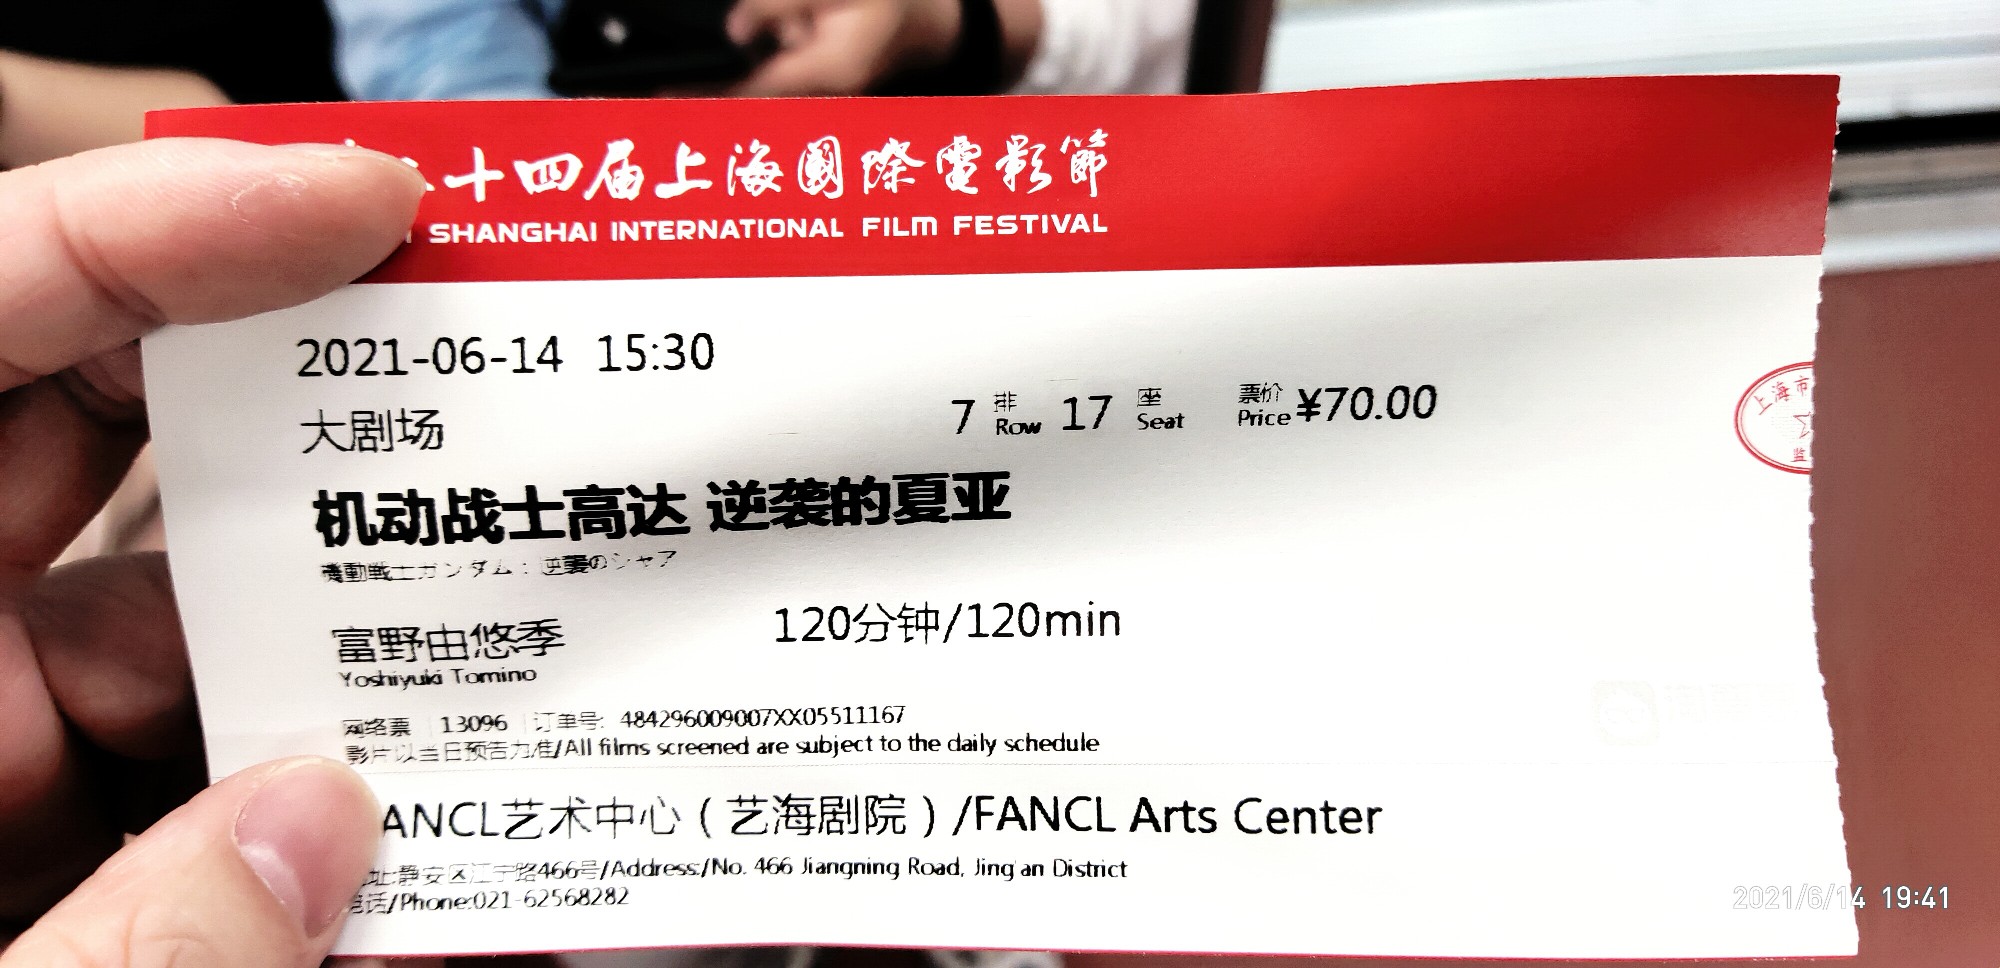 十四届上海國際電影節
SHANGHAI INTERNATIONAL FILM FESTIVAL
2021-06-14 15:30
大剧场
7 排 Row 17 座 Seat 票价 Price ¥70.00
上海市
监
机动战士高达 逆袭的夏亚
機動戦士ガンダム：逆襲のシャア
富野由悠季
120分钟/120min
Yoshiyuki Tomino
网络票 13096 订单号: 484296009007XX05511167
影片以当日预告为准/All films screened are subject to the daily schedule
ANCL艺术中心（艺海剧院）/FANCL Arts Center
址:静安区江宁路466号/Address:/No. 466 Jiangning Road, Jing'an District
电话/Phone:021-62568282
2021/6/14 19:41